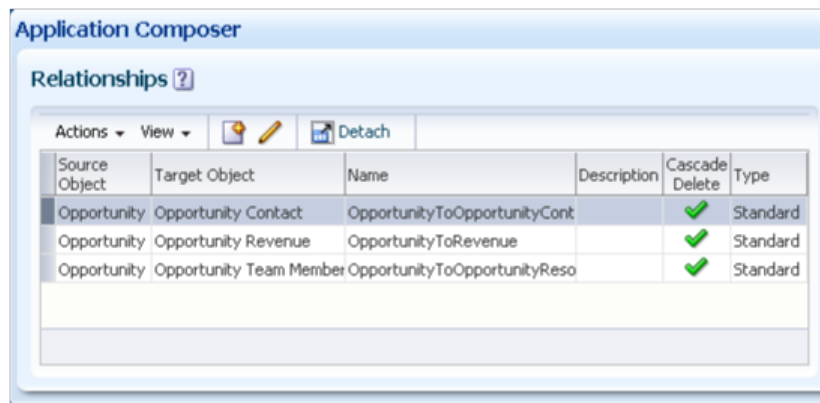 Application Composer
Relationships ?
Actions View Detach
Source Object Target Object Name Description Cascade Delete Type
Opportunity Opportunity Contact OpportunityToOpportunityCont Standard
Opportunity Opportunity Revenue OpportunityToRevenue Standard
Opportunity Opportunity Team Member OpportunityToOpportunityReso Standard